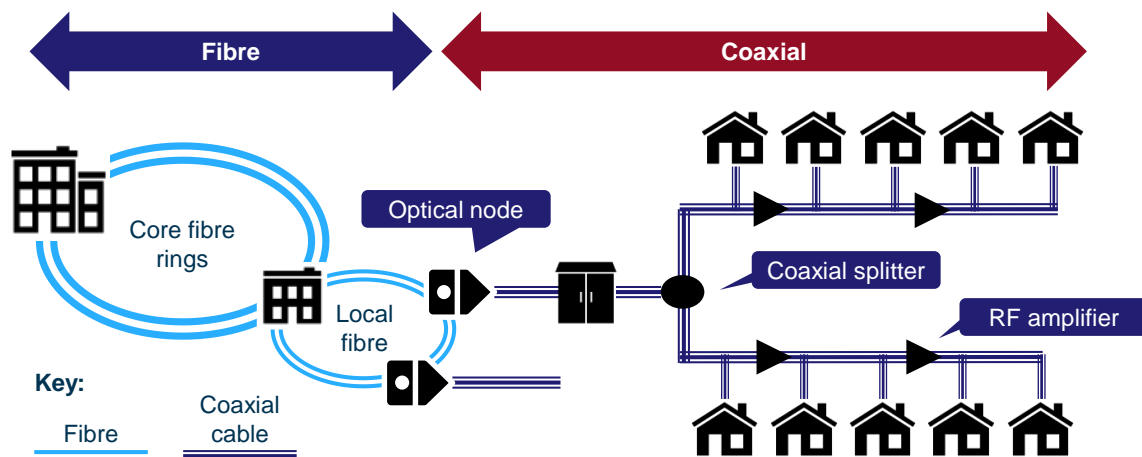 Fibre
Coaxial
Core fibre
rings
Optical node
Local
fibre
Coaxial splitter
RF amplifier
Key:
Fibre
Coaxial
cable